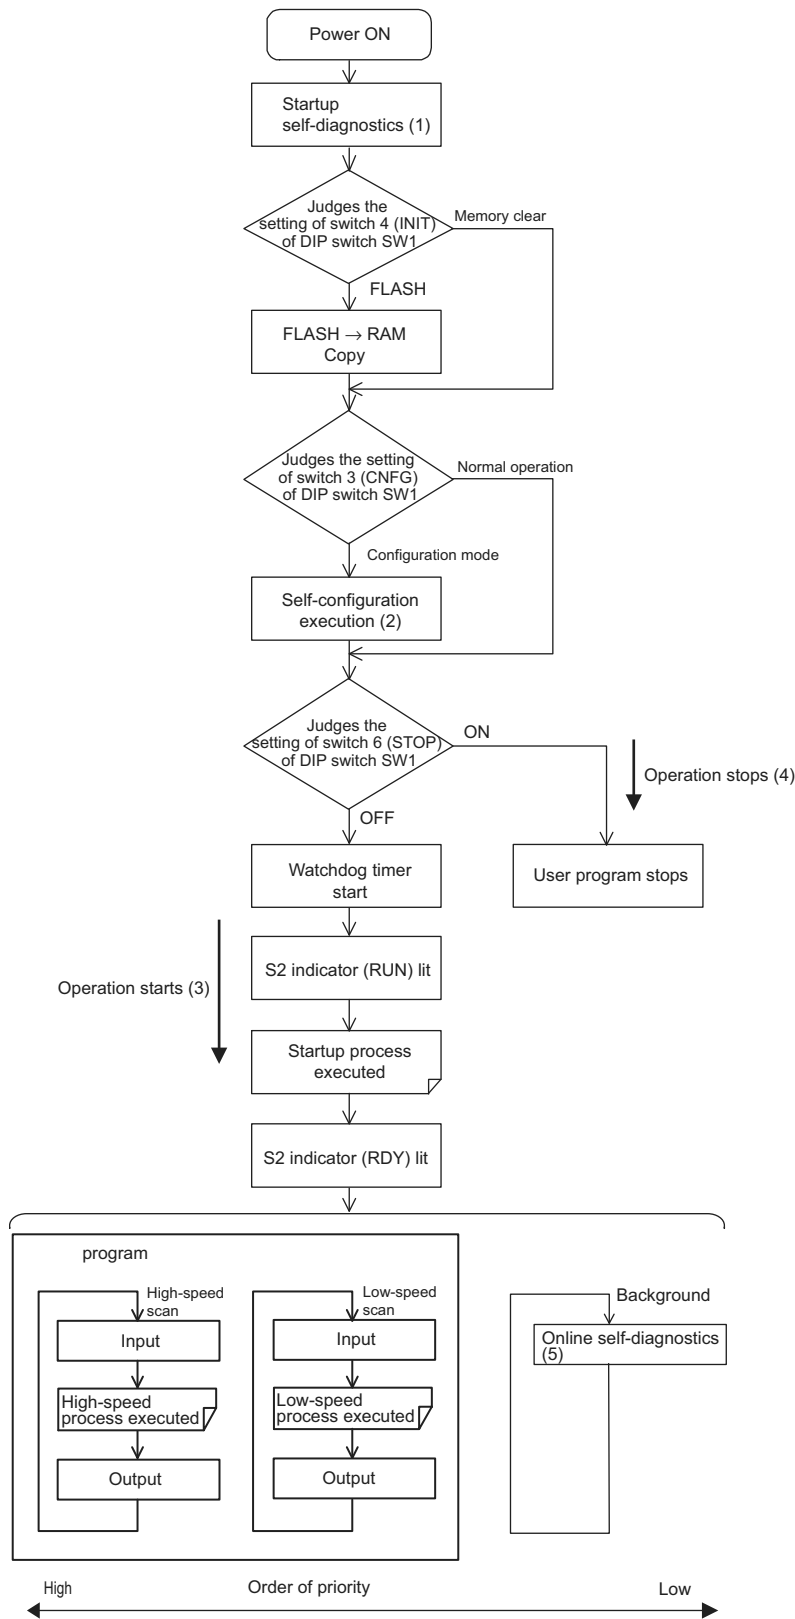 Power ON
Startup
self-diagnostics (1)
Judges the
setting of switch 4 (INIT)
of DIP switch SW1
Memory clear
FLASH
FLASH → RAM
Copy
Judges the setting
of switch 3 (CNFG)
of DIP switch SW1
Normal operation
Configuration mode
Self-configuration
execution (2)
Judges the
setting of switch 6 (STOP)
of DIP switch SW1
ON
Operation stops (4)
OFF
Watchdog timer
start
User program stops
S2 indicator (RUN) lit
Operation starts (3)
Startup process
executed
S2 indicator (RDY) lit
program
High-speed
scan
Input
High-speed
process executed
Output
Low-speed
scan
Input
Low-speed
process executed
Output
Background
Online self-diagnostics
(5)
High
Order of priority
Low